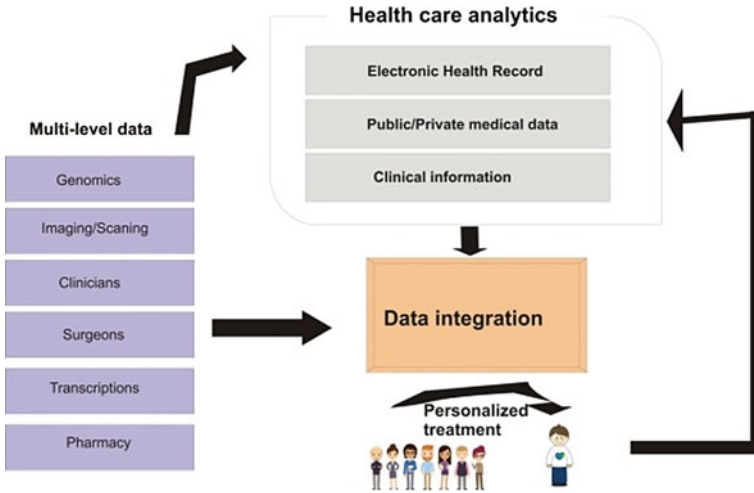 Health care analytics
Electronic Health Record
Public/Private medical data
Clinical information
Multi-level data
Genomics
Imaging/Scaning
Clinicians
Surgeons
Transcriptions
Pharmacy
Data integration
Personalized
treatment